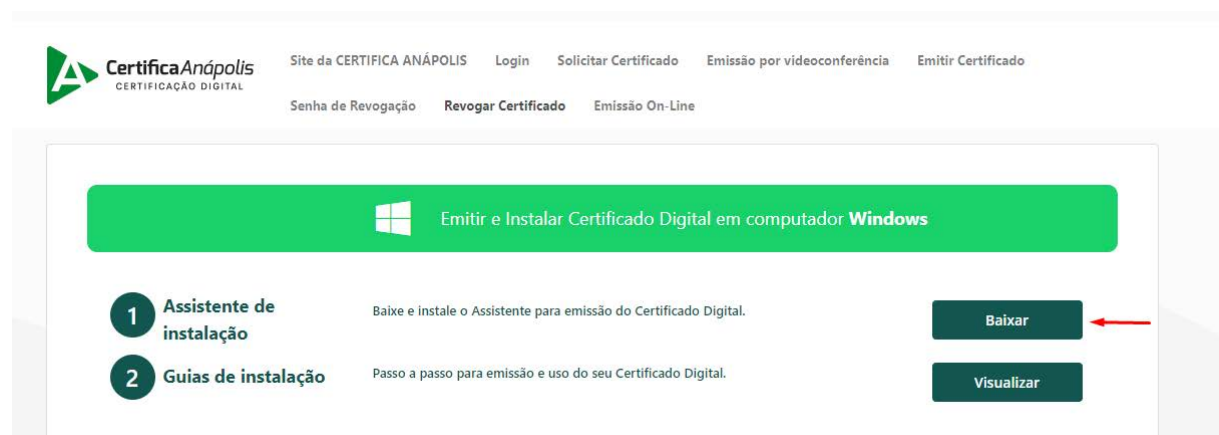 CertificaAnápolis
CERTIFICAÇÃO DIGITAL
Site da CERTIFICA ANÁPOLIS Login Solicitar Certificado Emissão por videoconferência Emitir Certificado
Senha de Revogação Revogar Certificado Emissão On-Line
Emitir e Instalar Certificado Digital em computador Windows
1 Assistente de
instalação
Baixe e instale o Assistente para emissão do Certificado Digital.
Baixar
2 Guias de instalação
Passo a passo para emissão e uso do seu Certificado Digital.
Visualizar